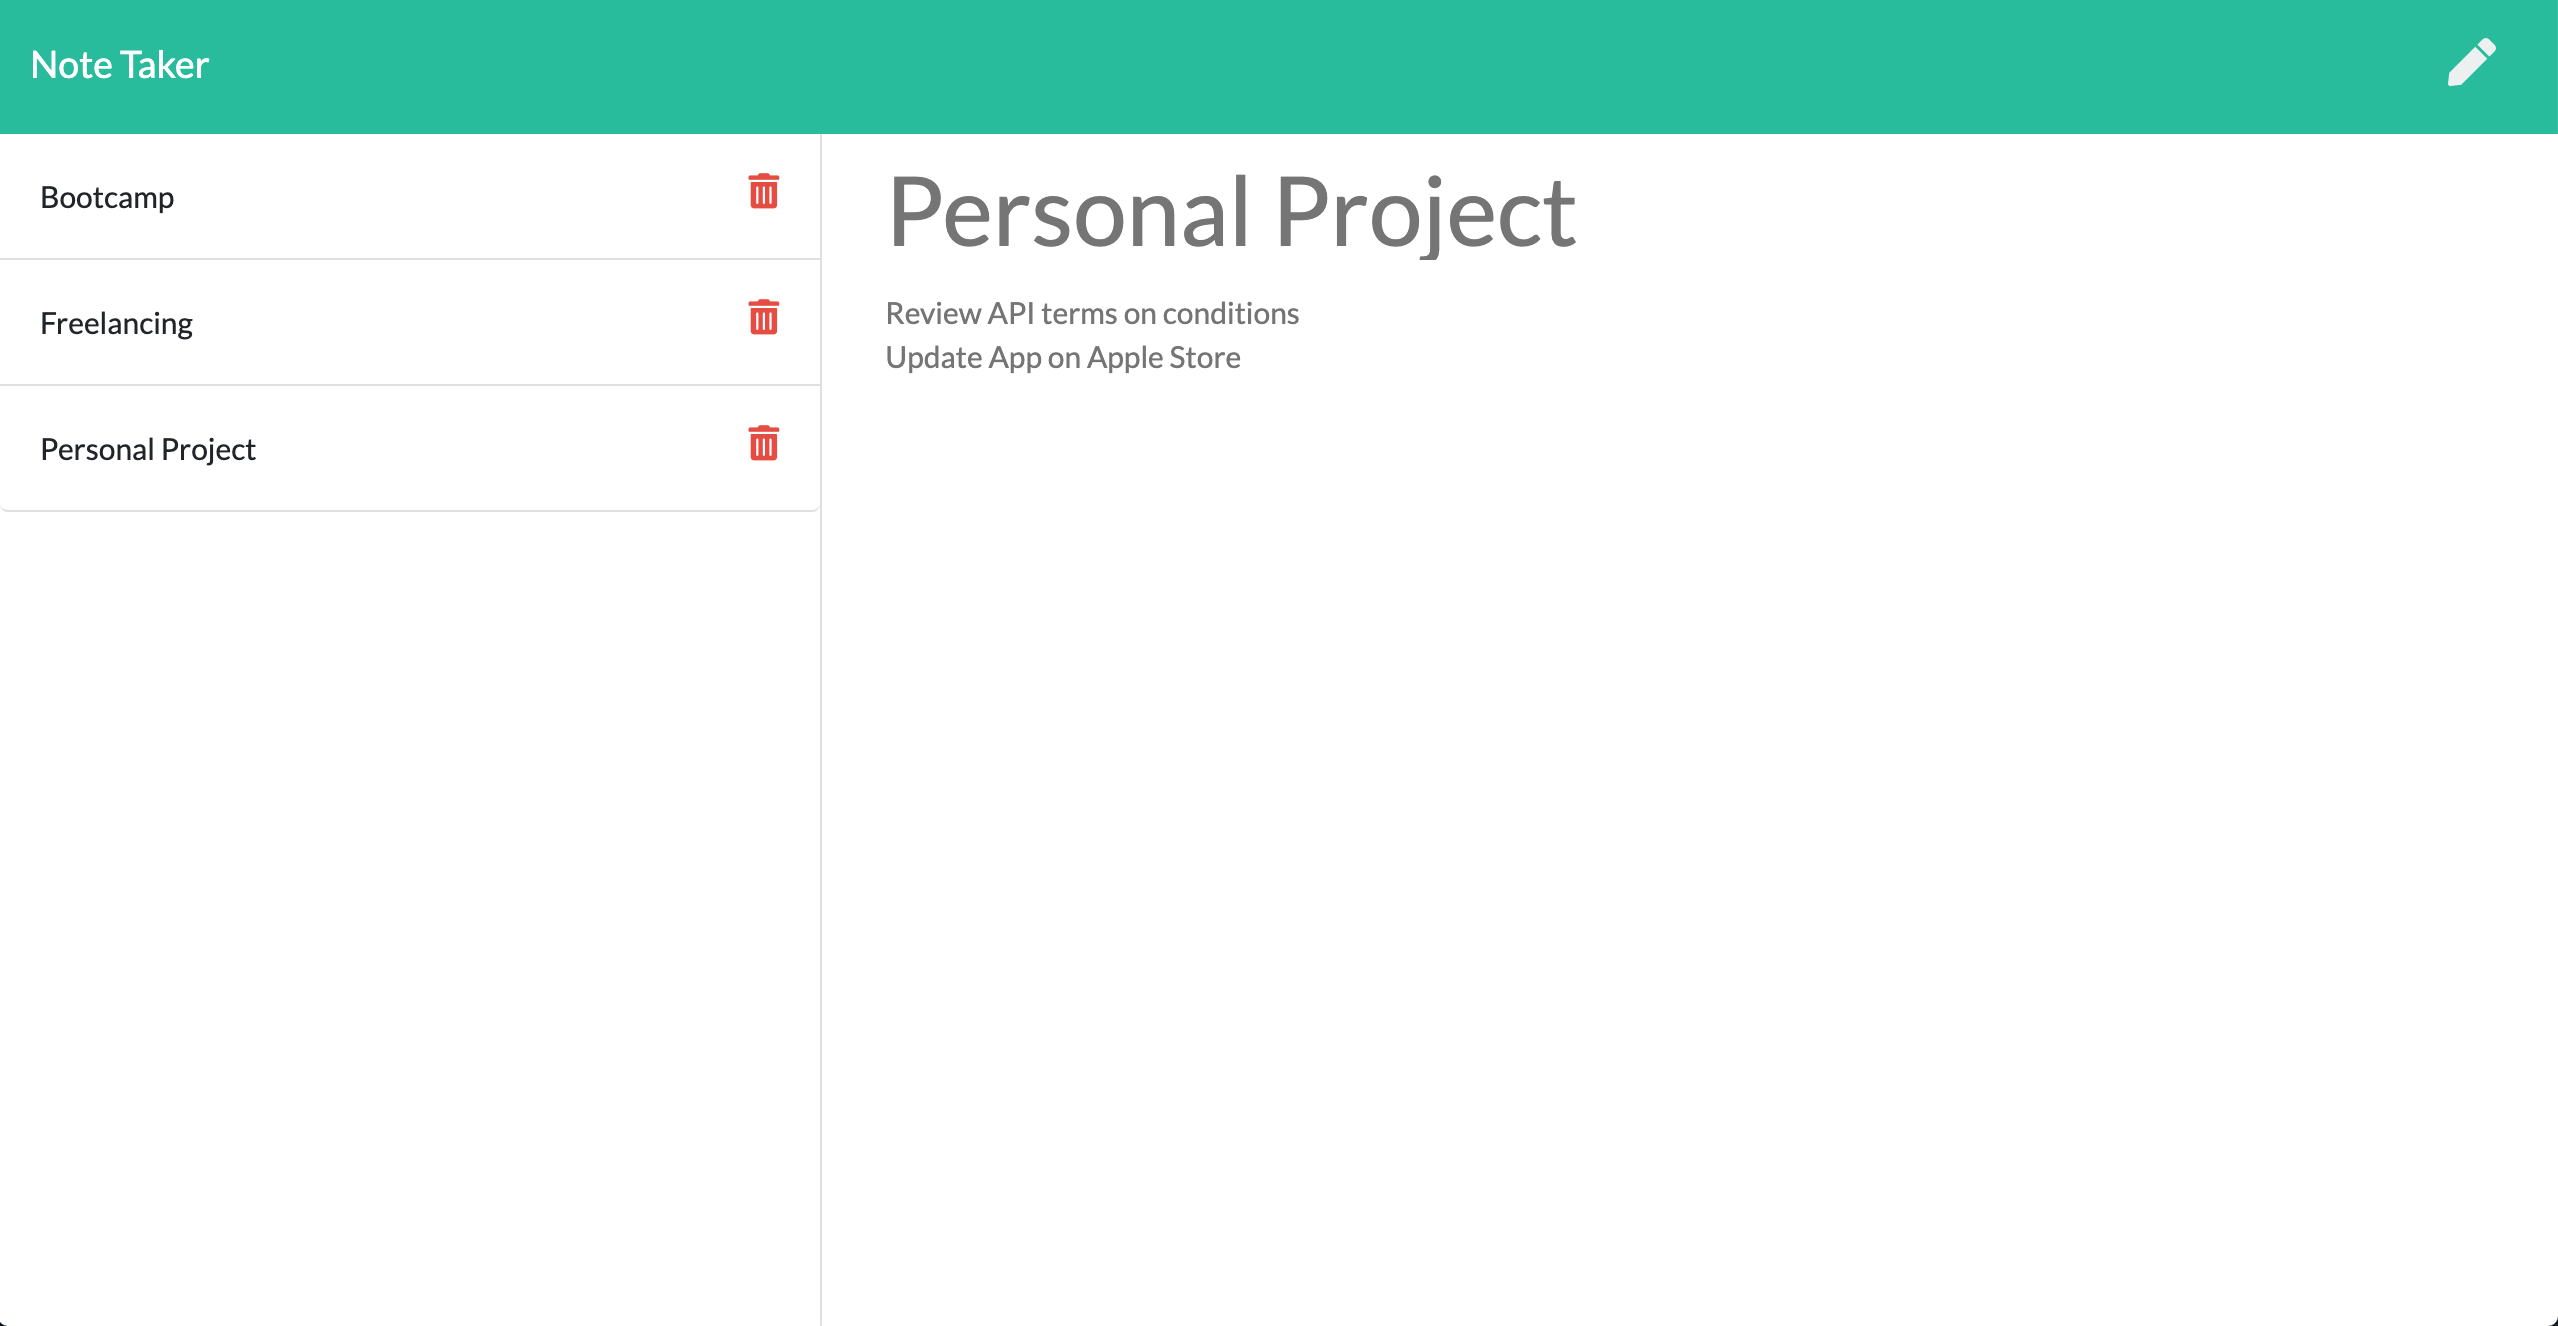 Note Taker
Bootcamp
Freelancing
Personal Project
Personal Project
Review API terms on conditions
Update App on Apple Store